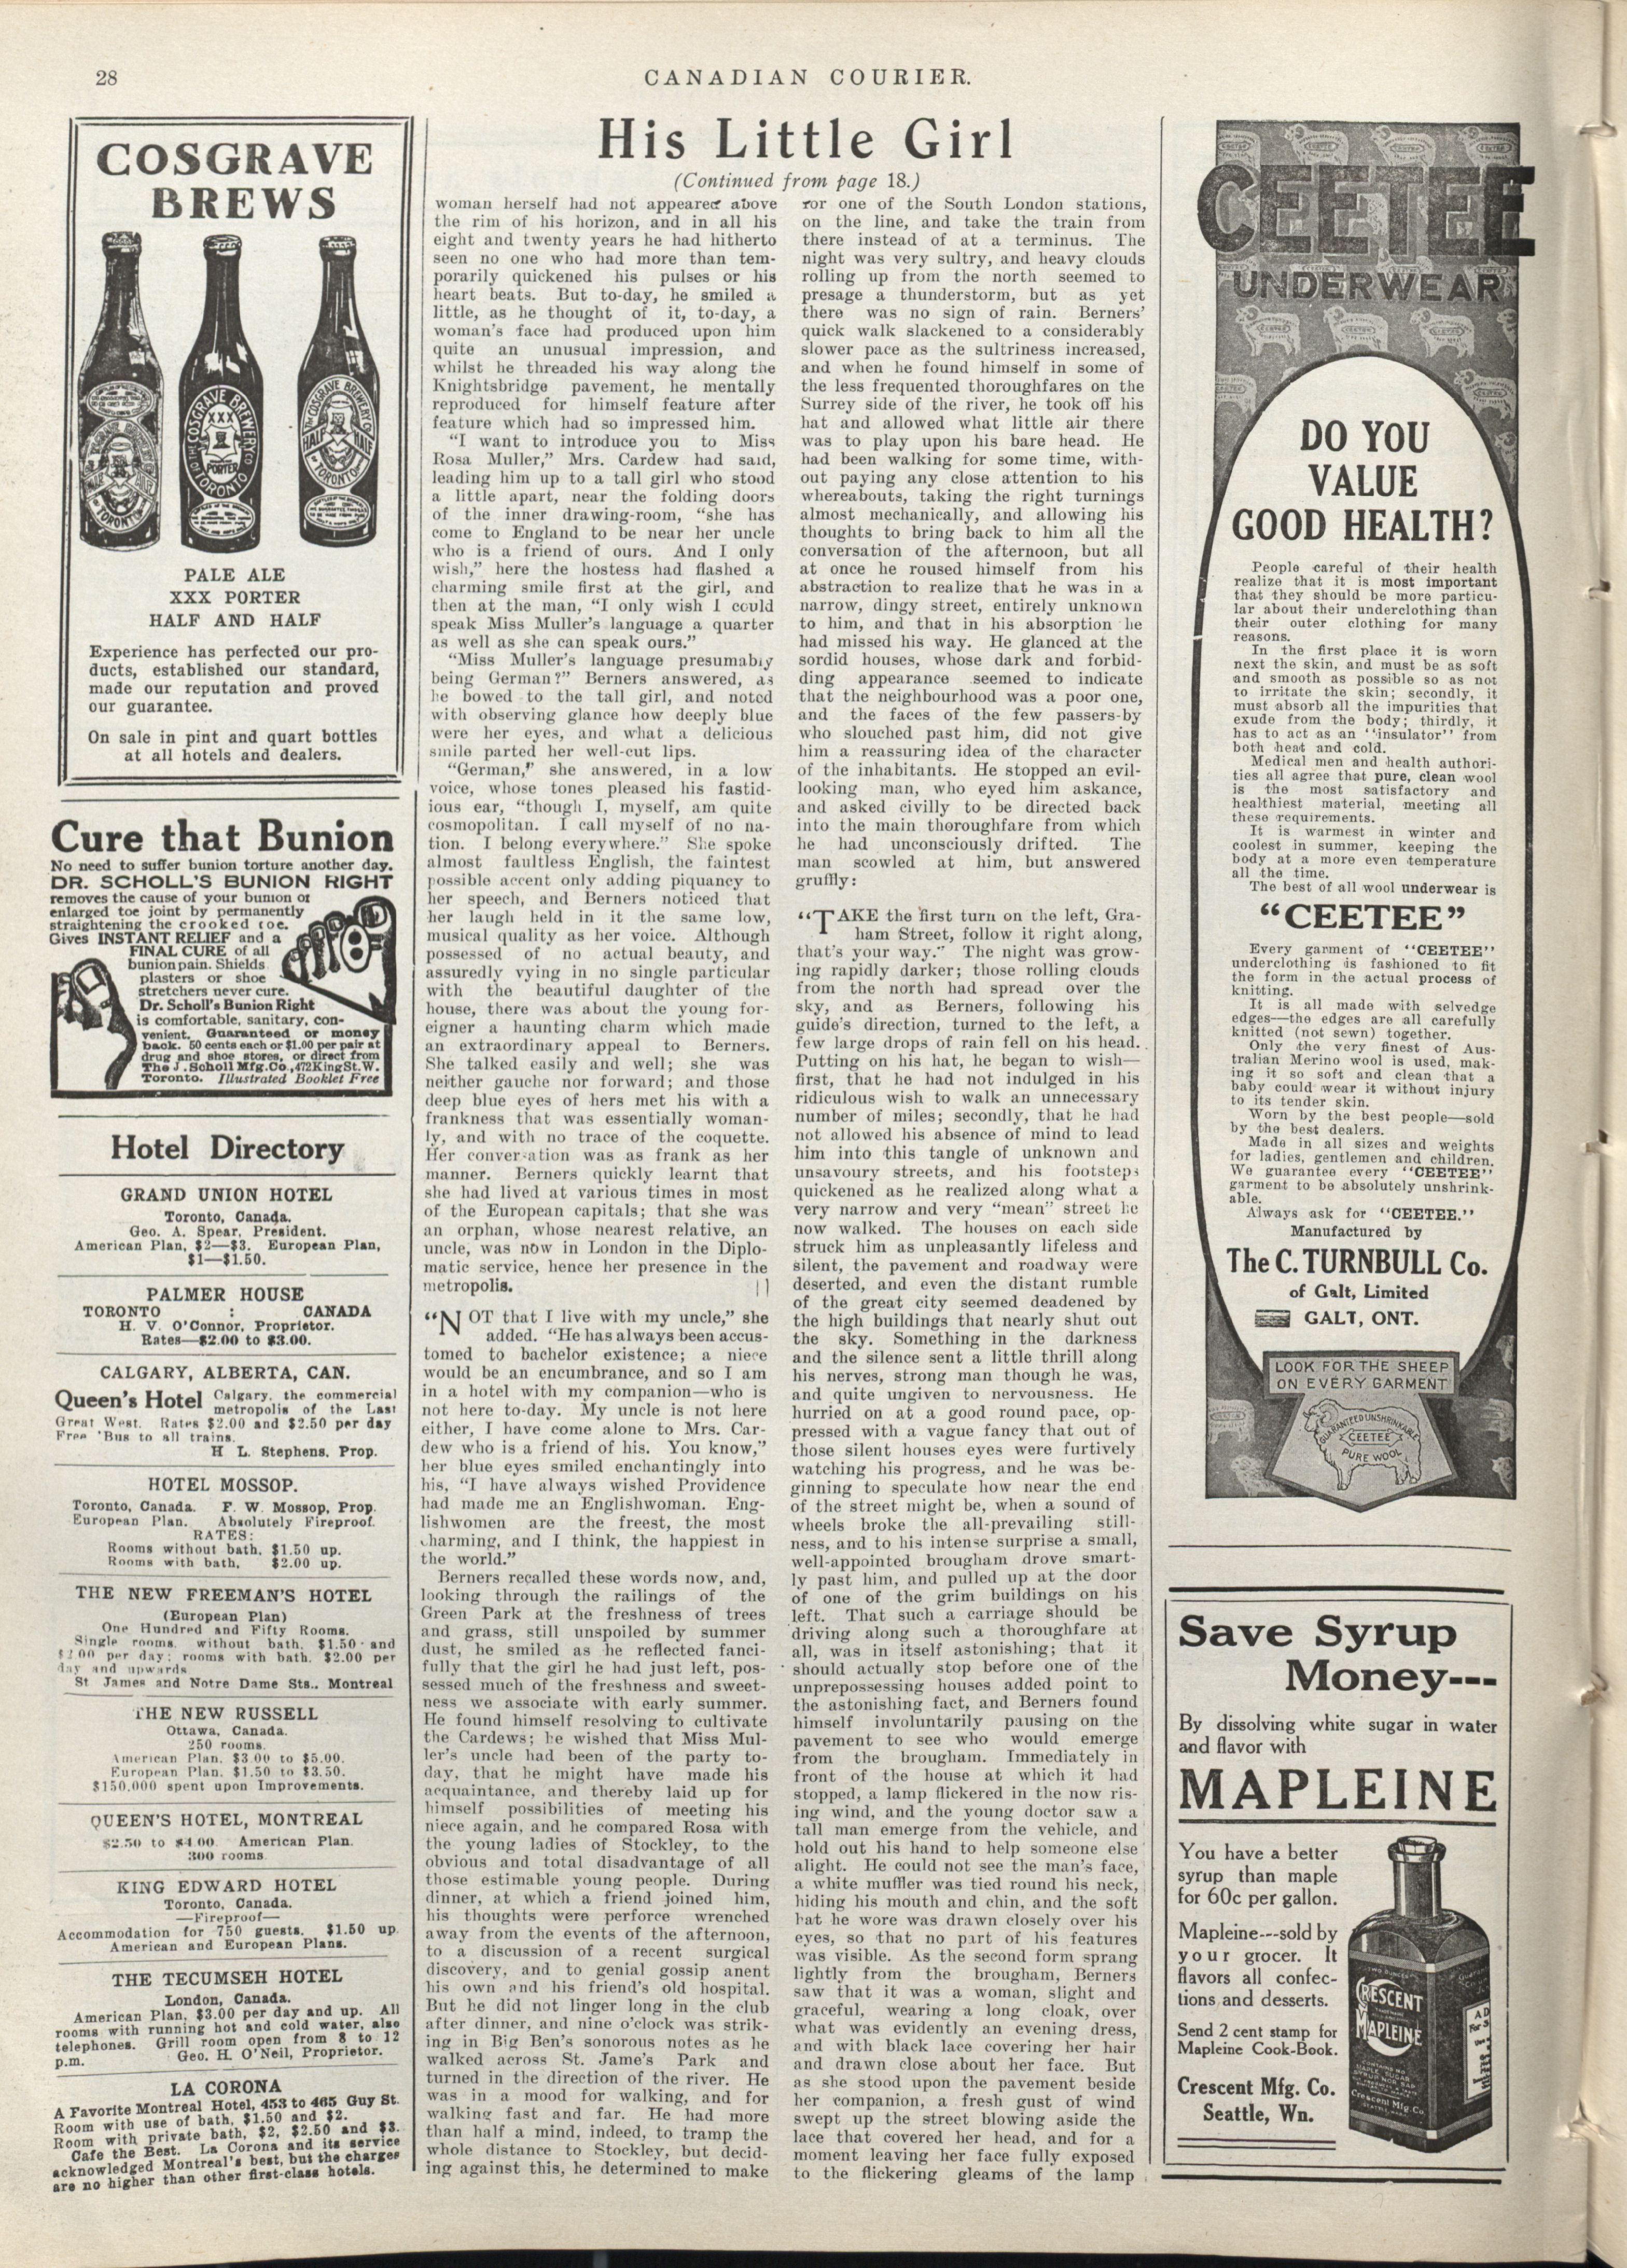 28
CANADIAN COURIER.
COSGRAVE
BREWS
XXX
PORTER
TORONTO
HALF
HALF
TORONTO
TORONTO
PALE ALE
XXX PORTER
HALF AND HALF
Experience has perfected our pro-
ducts, established our standard,
made our reputation and proved
our guarantee.
On sale in pint and quart bottles
at all hotels and dealers.
Cure that Bunion
No need to suffer bunion torture another day.
DR. SCHOLL'S BUNION RIGHT
removes the cause of your bunion or
enlarged toe joint by permanently
straightening the crooked toe.
Gives INSTANT RELIEF and a
FINAL CURE of all
bunion pain. Shields
plasters or shoe
stretchers never cure.
Dr. Scholl's Bunion Right
is comfortable, sanitary, con-
venient. Guaranteed or money
back. 50 cents each or $1.00 per pair at
drug and shoe stores, or direct from
The J. Scholl Mfg. Co., 472 King St. W.
Toronto. Illustrated Booklet Free
Hotel Directory
GRAND UNION HOTEL
Toronto, Canada.
Geo. A. Spear, President.
American Plan, $2—$3. European Plan,
$1—$1.50.
PALMER HOUSE
TORONTO : CANADA
H. V. O'Connor, Proprietor.
Rates—$2.00 to $3.00.
CALGARY, ALBERTA, CAN.
Queen's Hotel Calgary, the commercial
metropolis of the Last
Great West. Rates $2.00 and $2.50 per day
Free 'Bus to all trains.
H L. Stephens, Prop.
HOTEL MOSSOP.
Toronto, Canada. F. W. Mossop, Prop.
European Plan. Absolutely Fireproof.
RATES:
Rooms without bath, $1.50 up.
Rooms with bath, $2.00 up.
THE NEW FREEMAN'S HOTEL
(European Plan)
One Hundred and Fifty Rooms.
Single rooms, without bath, $1.50 and
$2.00 per day; rooms with bath, $2.00 per
day and upwards
St James and Notre Dame Sts., Montreal
THE NEW RUSSELL
Ottawa, Canada.
250 rooms.
American Plan, $3.00 to $5.00.
European Plan, $1.50 to $3.50.
$150,000 spent upon Improvements.
QUEEN'S HOTEL, MONTREAL
$2.50 to $4.00. American Plan.
300 rooms.
KING EDWARD HOTEL
Toronto, Canada.
—Fireproof—
Accommodation for 750 guests. $1.50 up.
American and European Plans.
THE TECUMSEH HOTEL
London, Canada.
American Plan, $3.00 per day and up. All
rooms with running hot and cold water, also
telephones. Grill room open from 8 to 12
p.m. Geo. H. O'Neil, Proprietor.
LA CORONA
A Favorite Montreal Hotel, 453 to 465 Guy St.
Room with use of bath, $1.50 and $2.
Room with private bath, $2, $2.50 and $3.
Cafe the Best. La Corona and its service
acknowledged Montreal's best, but the charges
are no higher than other first-class hotels.
His Little Girl
(Continued from page 18.)
woman herself had not appeared above
the rim of his horizon, and in all his
eight and twenty years he had hitherto
seen no one who had more than tem-
porarily quickened his pulses or his
heart beats. But to-day, he smiled a
little, as he thought of it, to-day, a
woman's face had produced upon him
quite an unusual impression, and
whilst he threaded his way along the
Knightsbridge pavement, he mentally
reproduced for himself feature after
feature which had so impressed him.
"I want to introduce you to Miss
Rosa Muller," Mrs. Cardew had said,
leading him up to a tall girl who stood
a little apart, near the folding doors
of the inner drawing-room, "she has
come to England to be near her uncle
who is a friend of ours. And I only
wish," here the hostess had flashed a
charming smile first at the girl, and
then at the man, "I only wish I could
speak Miss Muller's language a quarter
as well as she can speak ours."
"Miss Muller's language presumably
being German?" Berners answered, as
he bowed to the tall girl, and noted
with observing glance how deeply blue
were her eyes, and what a delicious
smile parted her well-cut lips.
"German," she answered, in a low
voice, whose tones pleased his fastid-
ious ear, "though I, myself, am quite
cosmopolitan. I call myself of no na-
tion. I belong everywhere." She spoke
almost faultless English, the faintest
possible accent only adding piquancy to
her speech, and Berners noticed that
her laugh held in it the same low,
musical quality as her voice. Although
possessed of no actual beauty, and
assuredly vying in no single particular
with the beautiful daughter of the
house, there was about the young for-
eigner a haunting charm which made
an extraordinary appeal to Berners.
She talked easily and well; she was
neither gauche nor forward; and those
deep blue eyes of hers met his with a
frankness that was essentially woman-
ly, and with no trace of the coquette.
Her conversation was as frank as her
manner. Berners quickly learnt that
she had lived at various times in most
of the European capitals; that she was
an orphan, whose nearest relative, an
uncle, was now in London in the Diplo-
matic service, hence her presence in the
metropolis.
"NOT that I live with my uncle," she
added. "He has always been accus-
tomed to bachelor existence; a niece
would be an encumbrance, and so I am
in a hotel with my companion—who is
not here to-day. My uncle is not here
either, I have come alone to Mrs. Car-
dew who is a friend of his. You know,"
her blue eyes smiled enchantingly into
his, "I have always wished Providence
had made me an Englishwoman. Eng-
lishwomen are the freest, the most
charming, and I think, the happiest in
the world."
Berners recalled these words now, and,
looking through the railings of the
Green Park at the freshness of trees
and grass, still unspoiled by summer
dust, he smiled as he reflected fanci-
fully that the girl he had just left, pos-
sessed much of the freshness and sweet-
ness we associate with early summer.
He found himself resolving to cultivate
the Cardews; he wished that Miss Mul-
ler's uncle had been of the party to-
day, that he might have made his
acquaintance, and thereby laid up for
himself possibilities of meeting his
niece again, and he compared Rosa with
the young ladies of Stockley, to the
obvious and total disadvantage of all
those estimable young people. During
dinner, at which a friend joined him,
his thoughts were perforce wrenched
away from the events of the afternoon,
to a discussion of a recent surgical
discovery, and to genial gossip anent
his own and his friend's old hospital.
But he did not linger long in the club
after dinner, and nine o'clock was strik-
ing in Big Ben's sonorous notes as he
walked across St. Jame's Park and
turned in the direction of the river. He
was in a mood for walking, and for
walking fast and far. He had more
than half a mind, indeed, to tramp the
whole distance to Stockley, but decid-
ing against this, he determined to make
for one of the South London stations,
on the line, and take the train from
there instead of at a terminus. The
night was very sultry, and heavy clouds
rolling up from the north seemed to
presage a thunderstorm, but as yet
there was no sign of rain. Berners'
quick walk slackened to a considerably
slower pace as the sultriness increased,
and when he found himself in some of
the less frequented thoroughfares on the
Surrey side of the river, he took off his
hat and allowed what little air there
was to play upon his bare head. He
had been walking for some time, with-
out paying any close attention to his
whereabouts, taking the right turnings
almost mechanically, and allowing his
thoughts to bring back to him all the
conversation of the afternoon, but all
at once he roused himself from his
abstraction to realize that he was in a
narrow, dingy street, entirely unknown
to him, and that in his absorption he
had missed his way. He glanced at the
sordid houses, whose dark and forbid-
ding appearance seemed to indicate
that the neighbourhood was a poor one,
and the faces of the few passers-by
who slouched past him, did not give
him a reassuring idea of the character
of the inhabitants. He stopped an evil-
looking man, who eyed him askance,
and asked civilly to be directed back
into the main thoroughfare from which
he had unconsciously drifted. The
man scowled at him, but answered
gruffly:
"TAKE the first turn on the left, Gra-
ham Street, follow it right along,
that's your way." The night was grow-
ing rapidly darker; those rolling clouds
from the north had spread over the
sky, and as Berners, following his
guide's direction, turned to the left, a
few large drops of rain fell on his head.
Putting on his hat, he began to wish—
first, that he had not indulged in his
ridiculous wish to walk an unnecessary
number of miles; secondly, that he had
not allowed his absence of mind to lead
him into this tangle of unknown and
unsavoury streets, and his footsteps
quickened as he realized along what a
very narrow and very "mean" street he
now walked. The houses on each side
struck him as unpleasantly lifeless and
silent, the pavement and roadway were
deserted, and even the distant rumble
of the great city seemed deadened by
the high buildings that nearly shut out
the sky. Something in the darkness
and the silence sent a little thrill along
his nerves, strong man though he was,
and quite ungiven to nervousness. He
hurried on at a good round pace, op-
pressed with a vague fancy that out of
those silent houses eyes were furtively
watching his progress, and he was be-
ginning to speculate how near the end
of the street might be, when a sound of
wheels broke the all-prevailing still-
ness, and to his intense surprise a small,
well-appointed brougham drove smart-
ly past him, and pulled up at the door
of one of the grim buildings on his
left. That such a carriage should be
driving along such a thoroughfare at
all, was in itself astonishing; that it
should actually stop before one of the
unprepossessing houses added point to
the astonishing fact, and Berners found
himself involuntarily pausing on the
pavement to see who would emerge
from the brougham. Immediately in
front of the house at which it had
stopped, a lamp flickered in the now ris-
ing wind, and the young doctor saw a
tall man emerge from the vehicle, and
hold out his hand to help someone else
alight. He could not see the man's face,
a white muffler was tied round his neck,
hiding his mouth and chin, and the soft
hat he wore was drawn closely over his
eyes, so that no part of his features
was visible. As the second form sprang
lightly from the brougham, Berners
saw that it was a woman, slight and
graceful, wearing a long cloak, over
what was evidently an evening dress,
and with black lace covering her hair
and drawn close about her face. But
as she stood upon the pavement beside
her companion, a fresh gust of wind
swept up the street blowing aside the
lace that covered her head, and for a
moment leaving her face fully exposed
to the flickering gleams of the lamp
CEETEE
UNDERWEAR
DO YOU
VALUE
GOOD HEALTH?
People careful of their health
realize that it is most important
that they should be more particu-
lar about their underclothing than
their outer clothing for many
reasons.
In the first place it is worn
next the skin, and must be as soft
and smooth as possible so as not
to irritate the skin; secondly, it
must absorb all the impurities that
exude from the body; thirdly, it
has to act as an "insulator" from
both heat and cold.
Medical men and health authori-
ties all agree that pure, clean wool
is the most satisfactory and
healthiest material, meeting all
these requirements.
It is warmest in winter and
coolest in summer, keeping the
body at a more even temperature
all the time.
The best of all wool underwear is
"CEETEE"
Every garment of "CEETEE"
underclothing is fashioned to fit
the form in the actual process of
knitting.
It is all made with selvedge
edges—the edges are all carefully
knitted (not sewn) together.
Only the very finest of Aus-
tralian Merino wool is used, mak-
ing it so soft and clean that a
baby could wear it without injury
to its tender skin.
Worn by the best people—sold
by the best dealers.
Made in all sizes and weights
for ladies, gentlemen and children.
We guarantee every "CEETEE"
garment to be absolutely unshrink-
able.
Always ask for "CEETEE."
Manufactured by
The C. TURNBULL Co.
of Galt, Limited
GALT, ONT.
LOOK FOR THE SHEEP
ON EVERY GARMENT
GUARANTEED UNSHRINKABLE
CEETEE
PURE WOOL
Save Syrup
Money---
By dissolving white sugar in water
and flavor with
MAPLEINE
You have a better
syrup than maple
for 60c per gallon.
Mapleine---sold by
your grocer. It
flavors all confec-
tions and desserts.
Send 2 cent stamp for
Mapleine Cook-Book.
Crescent Mfg. Co.
Seattle, Wn.
CRESCENT
MAPLEINE
Crescent Mfg. Co.